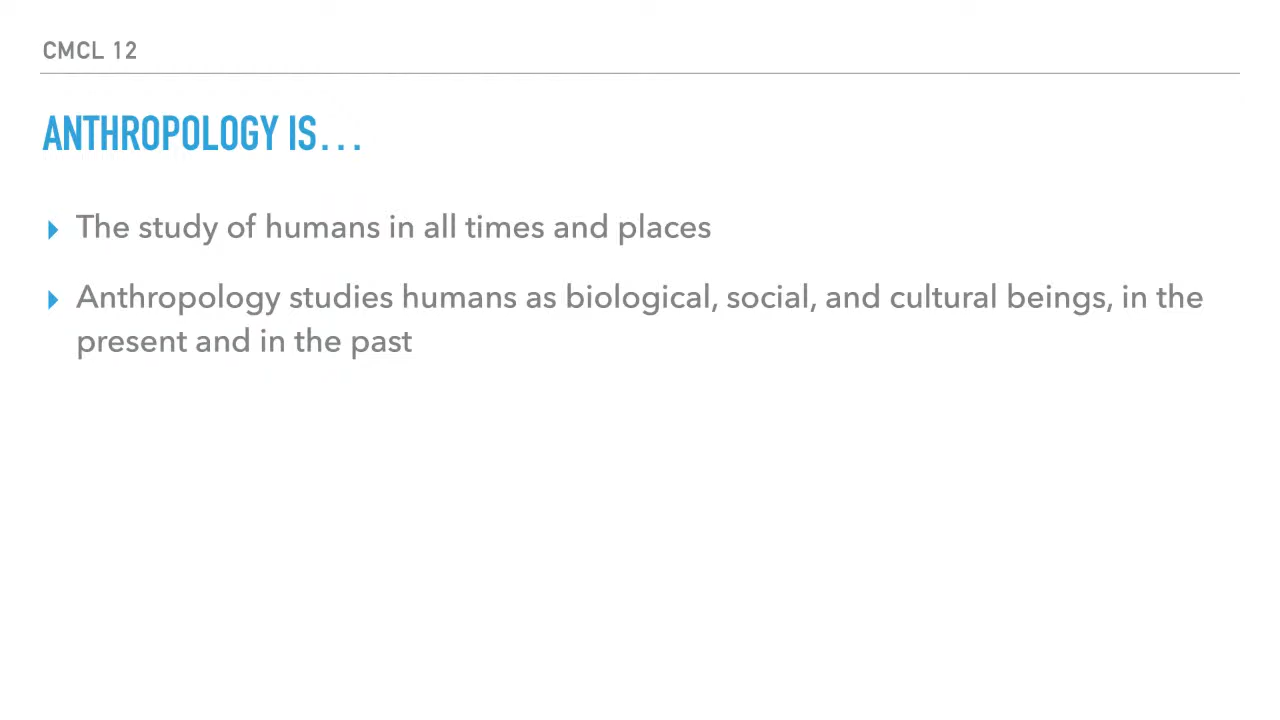 CMCL 12
ANTHROPOLOGY IS…
▸ The study of humans in all times and places
▸ Anthropology studies humans as biological, social, and cultural beings, in the
present and in the past